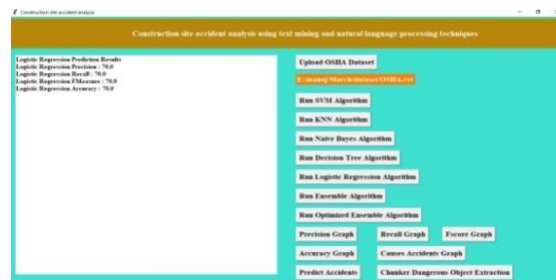 Construction site accident analysis
Construction site accident analysis using text mining and natural language processing techniques
Logistic Regression Prediction Results
Logistic Regression Precision : 70.0
Logistic Regression Recall : 70.0
Logistic Regression FMeasure : 70.0
Logistic Regression Accuracy : 70.0
Upload OSHA Dataset
E:/manoj/March/dataset/OSHA.csv
Run SVM Algorithm
Run KNN Algorithm
Run Naive Bayes Algorithm
Run Decision Tree Algorithm
Run Logistic Regression Algorithm
Run Ensemble Algorithm
Run Optimized Ensemble Algorithm
Precision Graph Recall Graph Fscore Graph
Accuracy Graph Causes Accidents Graph
Predict Accidents Chunker Dangerous Object Extraction